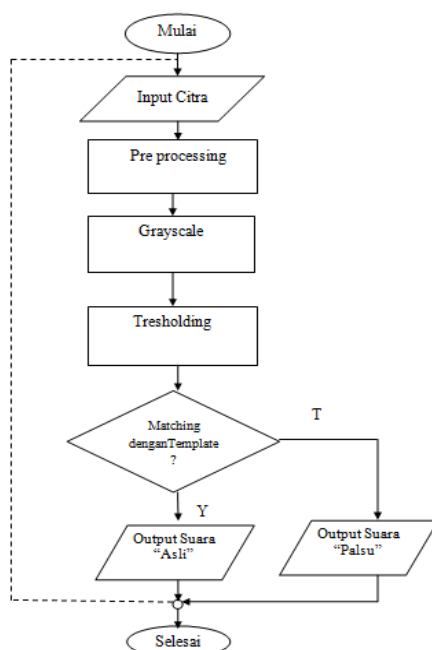 Mulai
Input Citra
Pre processing
Grayscale
Tresholding
Matching
denganTemplate
?
T
Y
Output Suara
“Asli”
Output Suara
“Palsu”
Selesai